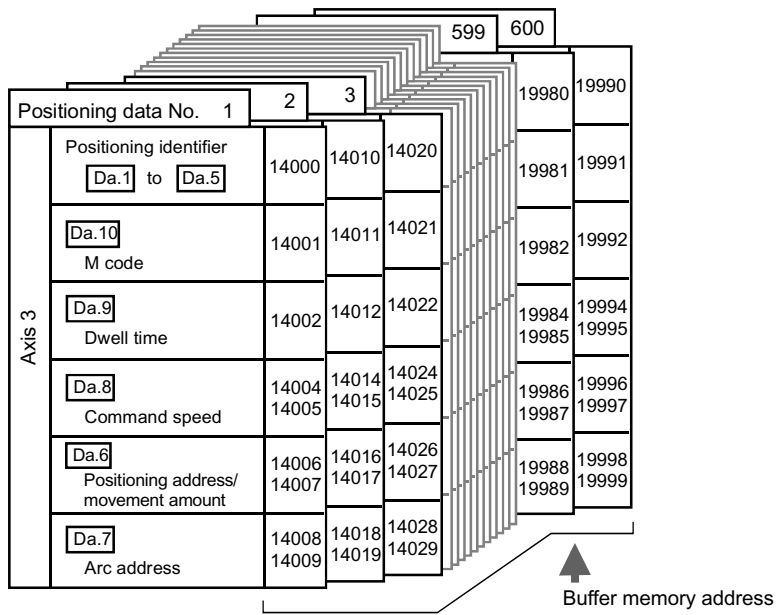 599 600
Positioning data No. 1 2 3
Axis 3
Positioning identifier
Da.1 to Da.5
14000 14010 14020 19980 19990
Da.10
M code
14001 14011 14021 19981 19991
Da.9
Dwell time
14002 14012 14022 19982 19992
Da.8
Command speed
14004 14014 14024 19984 19994
14005 14015 14025 19985 19995
Da.6
Positioning address/
movement amount
14006 14016 14026 19986 19996
14007 14017 14027 19987 19997
Da.7
Arc address
14008 14018 14028 19988 19998
14009 14019 14029 19989 19999
Buffer memory address